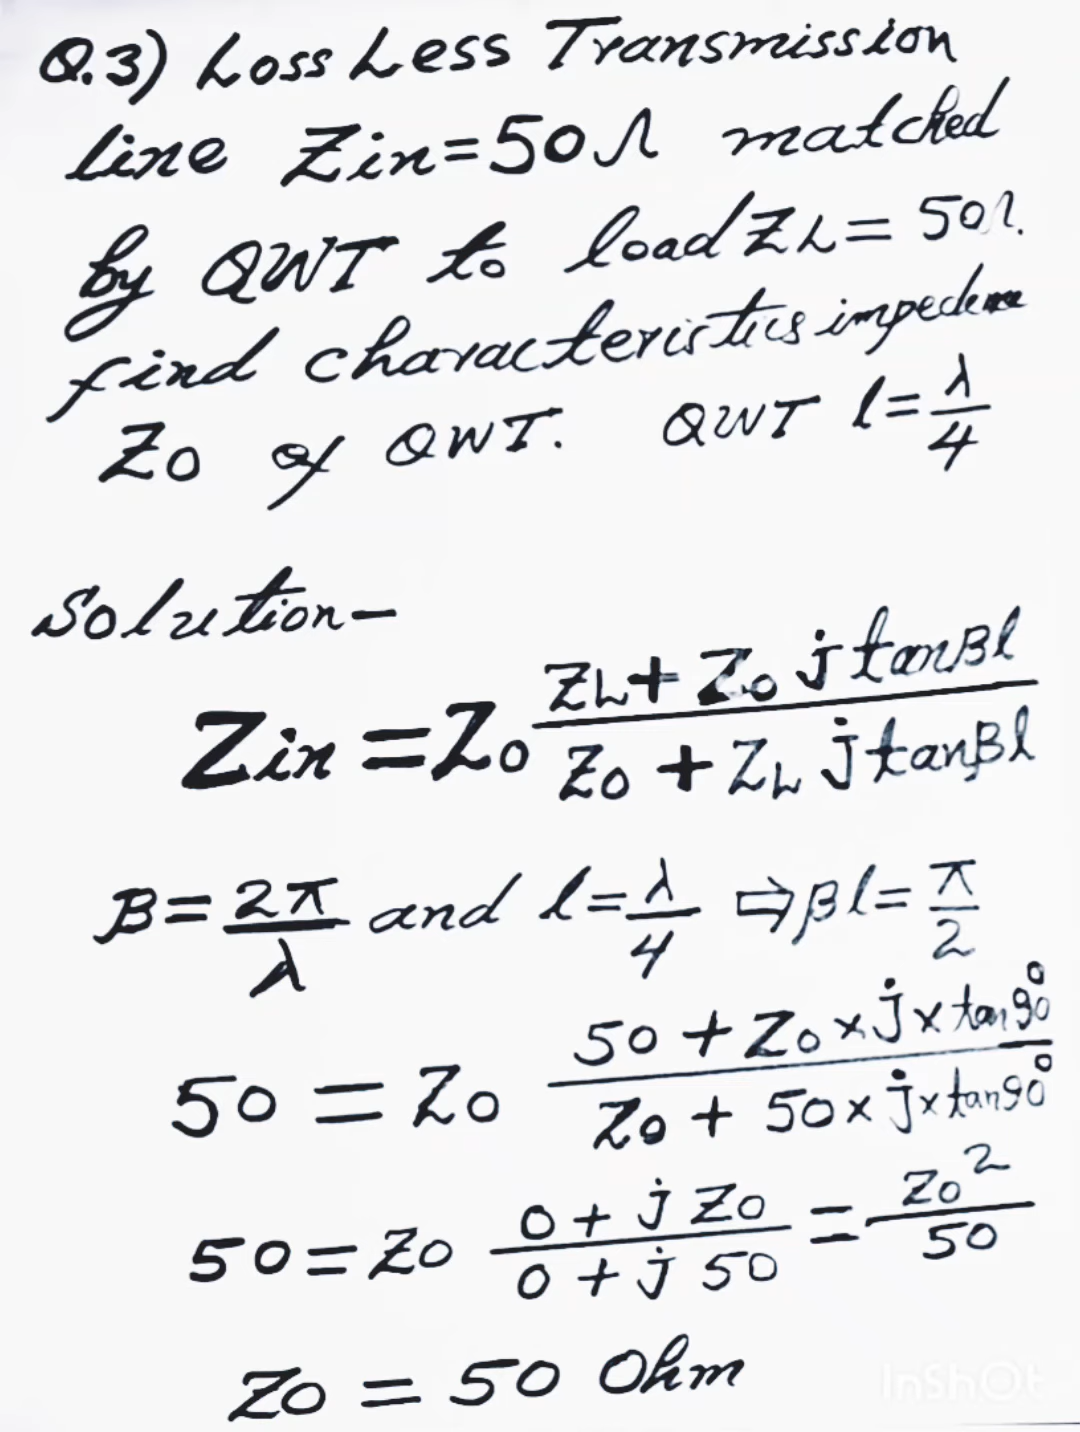 Q.3) Loss Less Transmission
line Zin=50Ω matched
by QWT to load ZL= 50Ω.
find characteristics impedence
Zo of QWT. QWT l=λ/4
Solution-
Zin = Zo (ZL + Zo j tanβl)/(Zo + ZL j tanβl)
β = 2π/λ and l=λ/4 ⇒ βl= π/2
50 = Zo (50 + Zo × j × tan90°)/(Zo + 50 × j × tan90°)
50 = Zo (0 + j Zo)/(0 + j 50) = Zo²/50
Zo = 50 Ohm
InShOt